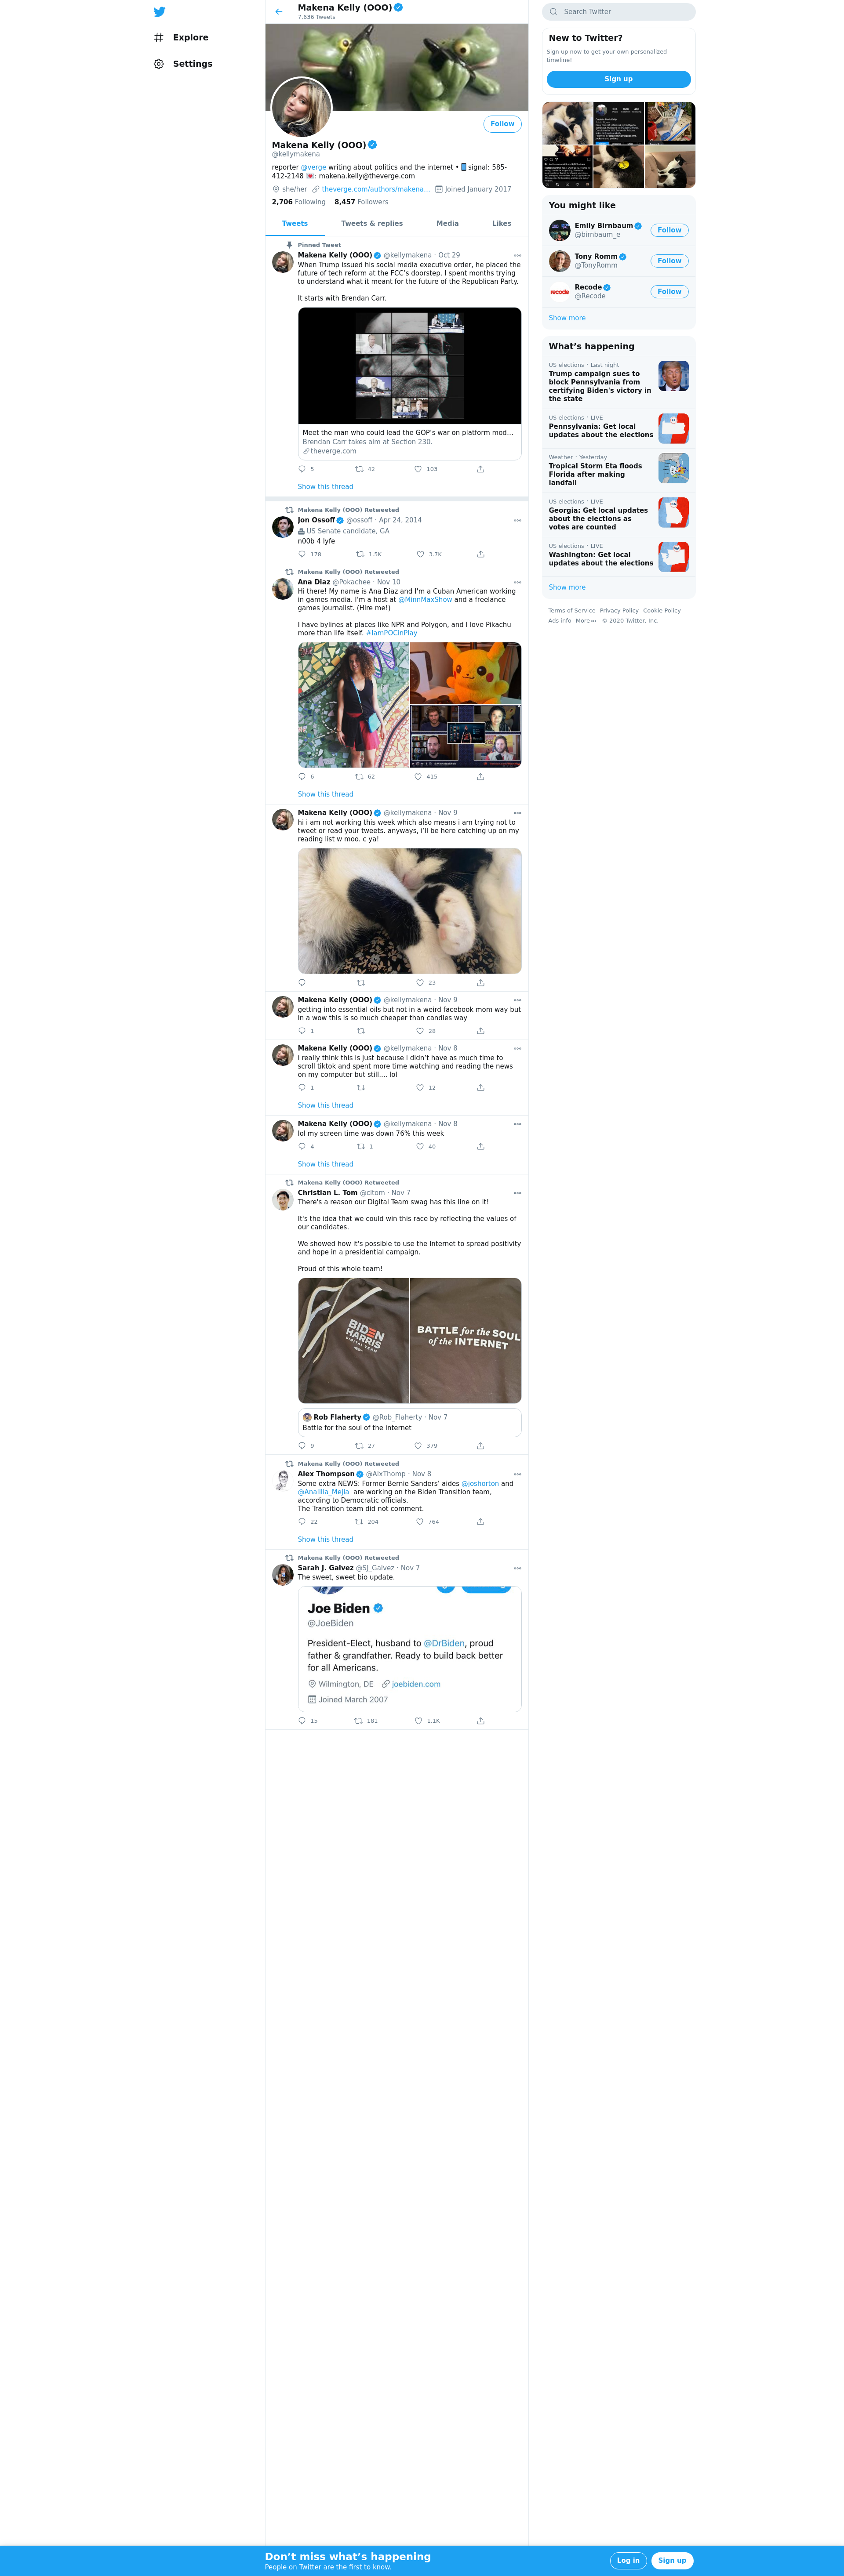 Explore
Settings
Makena Kelly (OOO)
7,636 Tweets
Follow
Makena Kelly (OOO)
@kellymakena
reporter @verge writing about politics and the internet • 📱signal: 585-
412-2148 💌: makena.kelly@theverge.com
she/her theverge.com/authors/makena… Joined January 2017
2,706 Following 8,457 Followers
Tweets Tweets & replies Media Likes
Pinned Tweet
Makena Kelly (OOO) @kellymakena · Oct 29
When Trump issued his social media executive order, he placed the
future of tech reform at the FCC's doorstep. I spent months trying
to understand what it meant for the future of the Republican Party.
It starts with Brendan Carr.
Meet the man who could lead the GOP's war on platform mod…
Brendan Carr takes aim at Section 230.
theverge.com
5 42 103
Show this thread
Makena Kelly (OOO) Retweeted
Jon Ossoff @ossoff · Apr 24, 2014
US Senate candidate, GA
n00b 4 lyfe
178 1.5K 3.7K
Makena Kelly (OOO) Retweeted
Ana Diaz @Pokachee · Nov 10
Hi there! My name is Ana Diaz and I'm a Cuban American working
in games media. I'm a host at @MinnMaxShow and a freelance
games journalist. (Hire me!)
I have bylines at places like NPR and Polygon, and I love Pikachu
more than life itself. #IamPOCinPlay
6 62 415
Show this thread
Makena Kelly (OOO) @kellymakena · Nov 9
hi i am not working this week which also means i am trying not to
tweet or read your tweets. anyways, i'll be here catching up on my
reading list w moo. c ya!
23
Makena Kelly (OOO) @kellymakena · Nov 9
getting into essential oils but not in a weird facebook mom way but
in a wow this is so much cheaper than candles way
1 28
Makena Kelly (OOO) @kellymakena · Nov 8
i really think this is just because i didn't have as much time to
scroll tiktok and spent more time watching and reading the news
on my computer but still.... lol
1 12
Show this thread
Makena Kelly (OOO) @kellymakena · Nov 8
lol my screen time was down 76% this week
4 1 40
Show this thread
Makena Kelly (OOO) Retweeted
Christian L. Tom @cltom · Nov 7
There's a reason our Digital Team swag has this line on it!
It's the idea that we could win this race by reflecting the values of
our candidates.
We showed how it's possible to use the Internet to spread positivity
and hope in a presidential campaign.
Proud of this whole team!
BIDEN
HARRIS
DIGITAL TEAM
BATTLE for the SOUL
of the INTERNET
Rob Flaherty @Rob_Flaherty · Nov 7
Battle for the soul of the internet
9 27 379
Makena Kelly (OOO) Retweeted
Alex Thompson @AlxThomp · Nov 8
Some extra NEWS: Former Bernie Sanders' aides @joshorton and
@Analilia_Mejia are working on the Biden Transition team,
according to Democratic officials.
The Transition team did not comment.
22 204 764
Show this thread
Makena Kelly (OOO) Retweeted
Sarah J. Galvez @SJ_Galvez · Nov 7
The sweet, sweet bio update.
Joe Biden
@JoeBiden
President-Elect, husband to @DrBiden, proud
father & grandfather. Ready to build back better
for all Americans.
Wilmington, DE joebiden.com
Joined March 2007
15 181 1.1K
Search Twitter
New to Twitter?
Sign up now to get your own personalized
timeline!
Sign up
You might like
Emily Birnbaum
@birnbaum_e
Follow
Tony Romm
@TonyRomm
Follow
recode
Recode
@Recode
Follow
Show more
What's happening
US elections · Last night
Trump campaign sues to
block Pennsylvania from
certifying Biden's victory in
the state
US elections · LIVE
Pennsylvania: Get local
updates about the elections
Weather · Yesterday
Tropical Storm Eta floods
Florida after making
landfall
US elections · LIVE
Georgia: Get local updates
about the elections as
votes are counted
US elections · LIVE
Washington: Get local
updates about the elections
Show more
Terms of Service Privacy Policy Cookie Policy
Ads info More © 2020 Twitter, Inc.
Don't miss what's happening
People on Twitter are the first to know.
Log in
Sign up